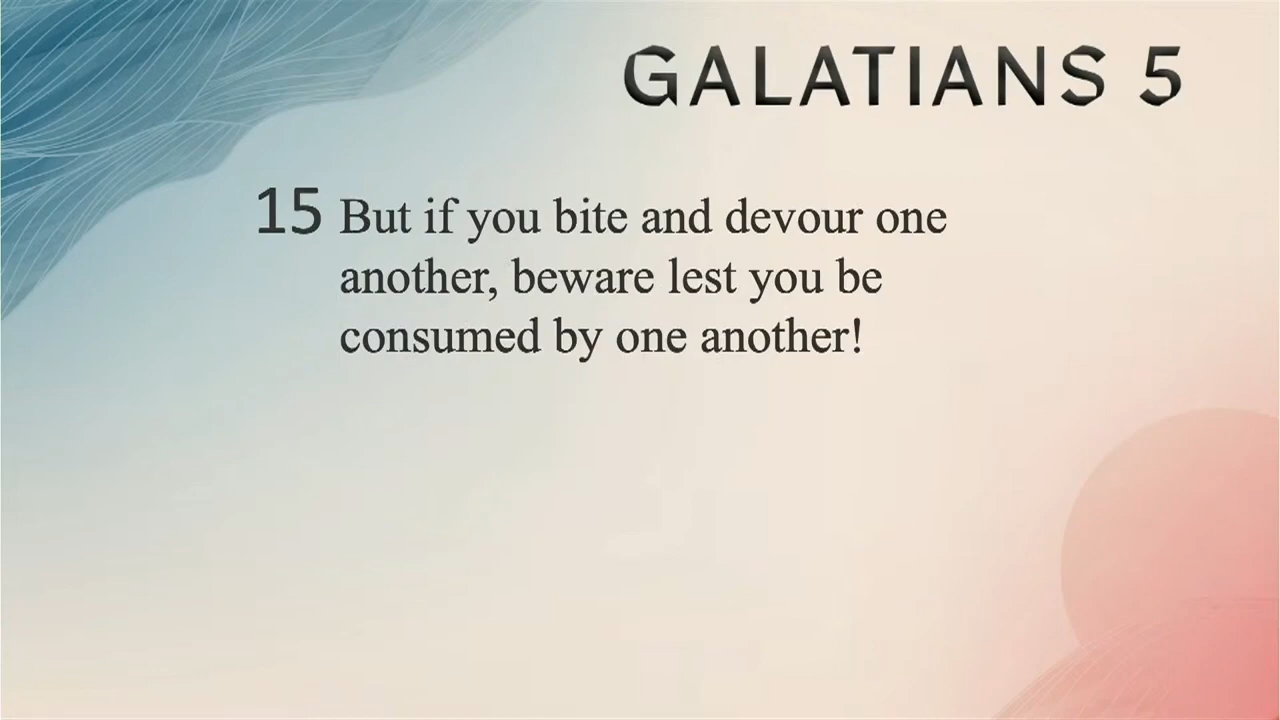 GALATIANS 5
15 But if you bite and devour one
another, beware lest you be
consumed by one another!